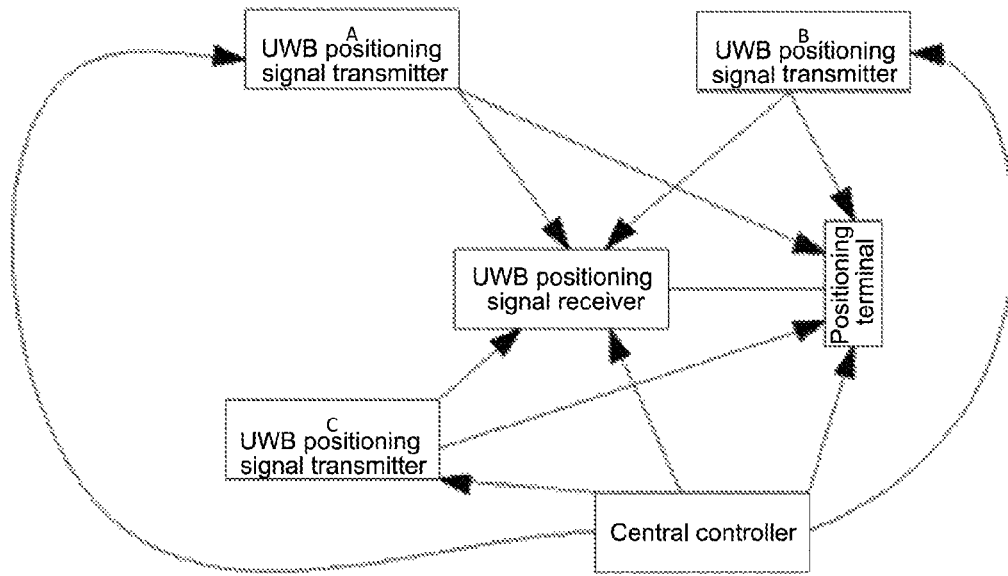 A
UWB positioning
signal transmitter
B
UWB positioning
signal transmitter
UWB positioning
signal receiver
Positioning
terminal
C
UWB positioning
signal transmitter
Central controller